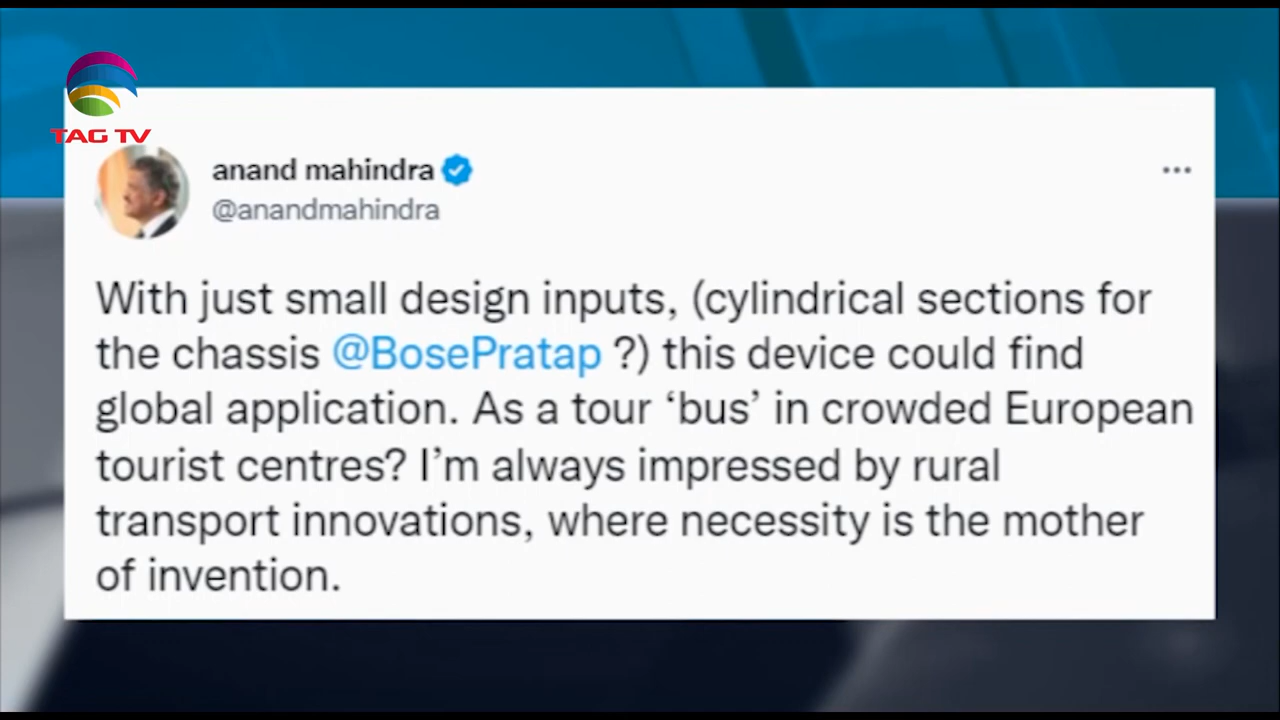 TAG TV
anand mahindra
@anandmahindra
With just small design inputs, (cylindrical sections for
the chassis @BosePratap ?) this device could find
global application. As a tour ‘bus’ in crowded European
tourist centres? I’m always impressed by rural
transport innovations, where necessity is the mother
of invention.